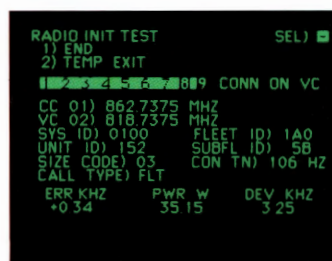 RADIO INIT TEST SEL)
1) END
2) TEMP EXIT
1 2 3 4 5 6 7 8 9 CONN ON VC
CC 01) 862.7375 MHZ
VC 02) 818.7375 MHZ
SYS ID) 0100 FLEET ID) 1A0
UNIT ID) 152 SUBFL ID) 5B
SIZE CODE) 03 CON TN) 106 HZ
CALL TYPE) FLT
ERR KHZ PWR W DEV KHZ
+0.34 35.15 3.25